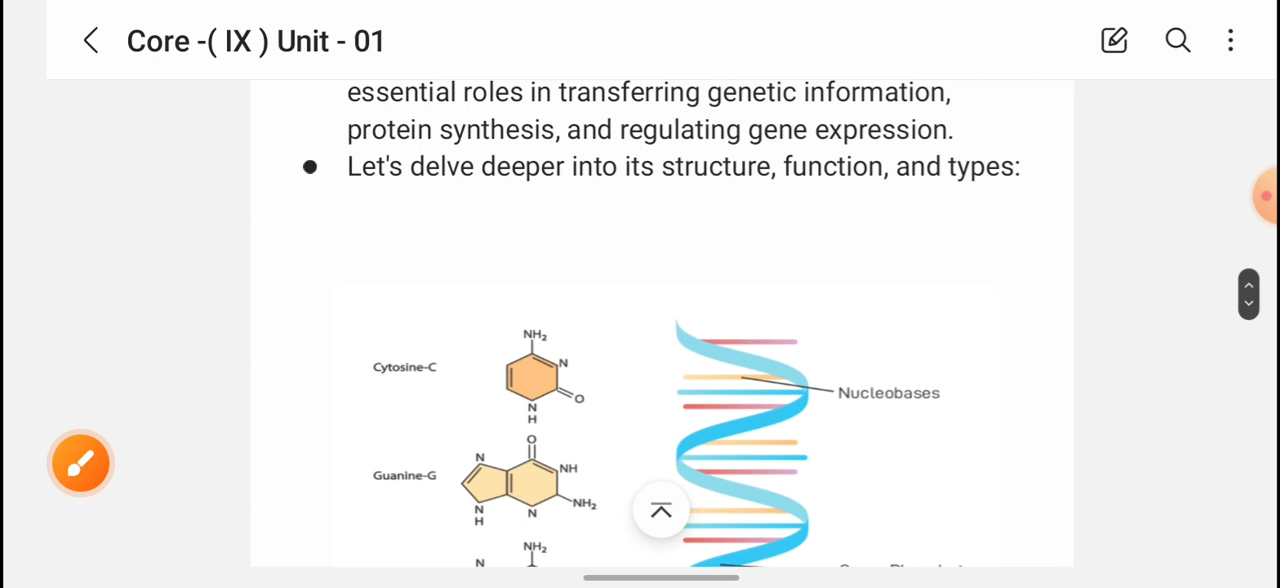 Core -( IX ) Unit - 01
essential roles in transferring genetic information,
protein synthesis, and regulating gene expression.
● Let's delve deeper into its structure, function, and types:
NH₂
Cytosine-C
N
O
N
H
Nucleobases
O
N
NH
Guanine-G
NH₂
N
H
N
NH₂
N